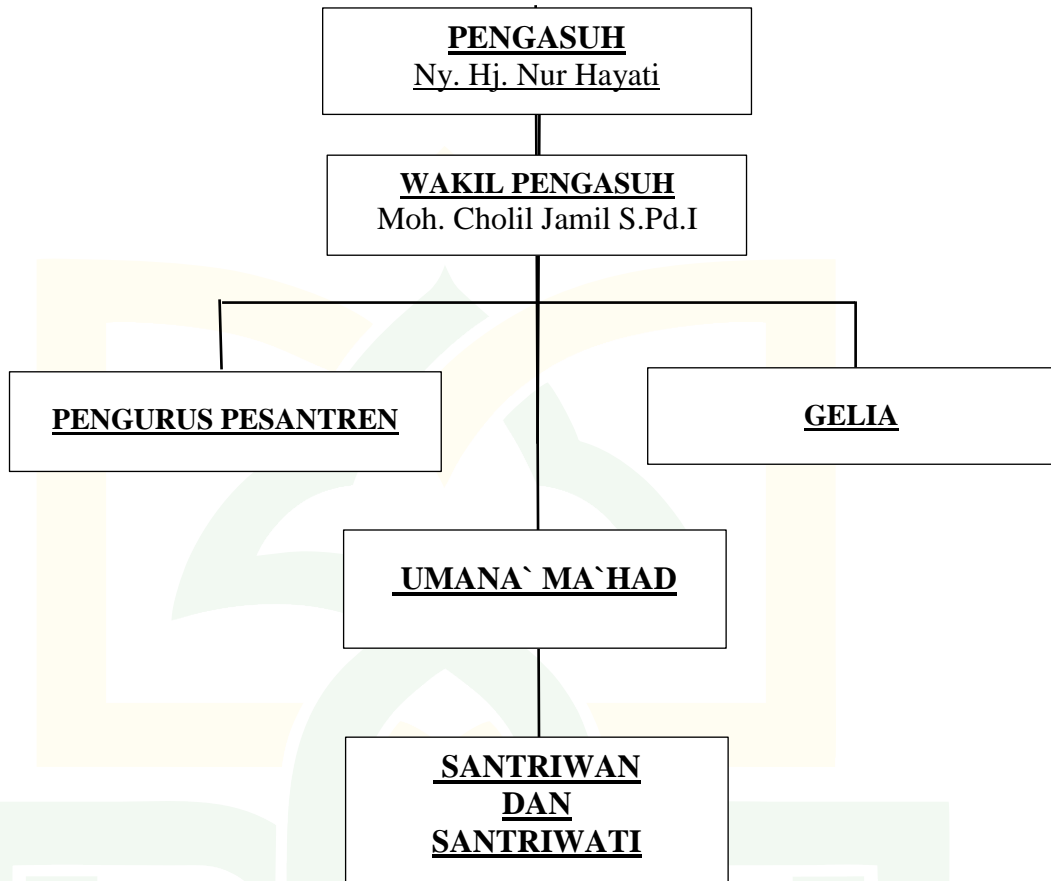 PENGASUH
Ny. Hj. Nur Hayati
WAKIL PENGASUH
Moh. Cholil Jamil S.Pd.I
PENGURUS PESANTREN
GELIA
UMANA` MA`HAD
SANTRIWAN
DAN
SANTRIWATI